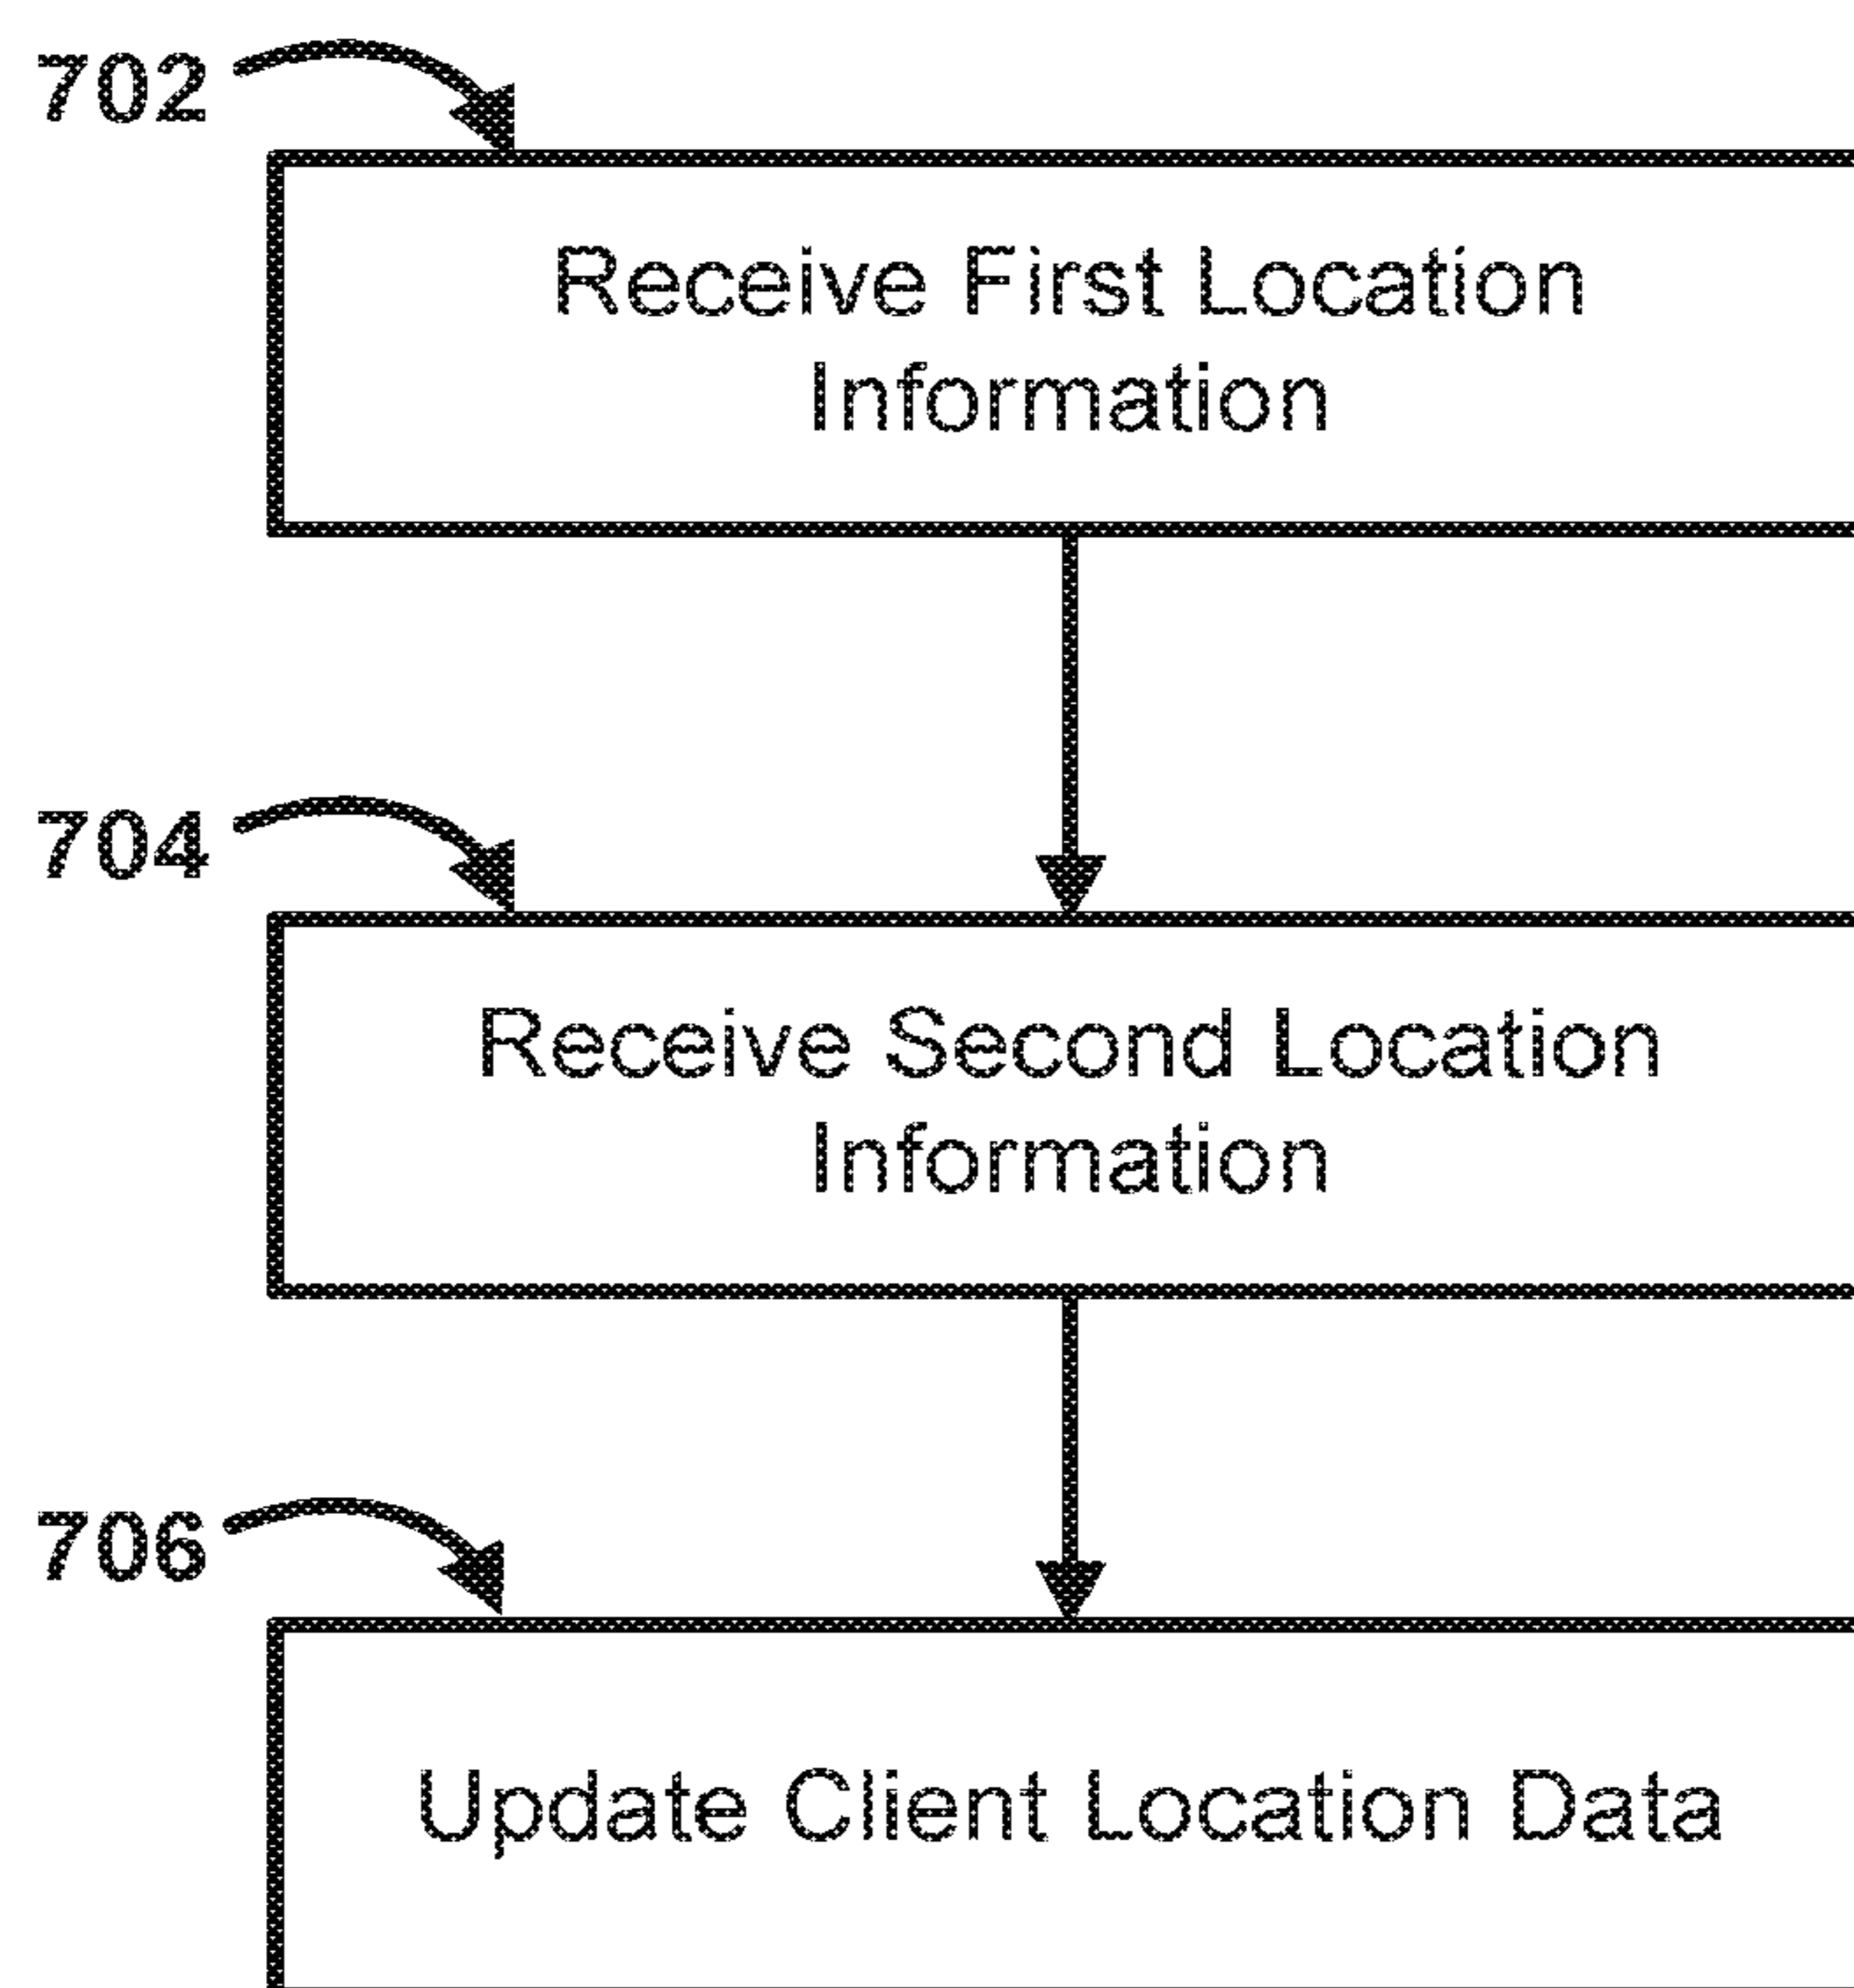 702
Receive First Location
Information
704
Receive Second Location
Information
706
Update Client Location Data